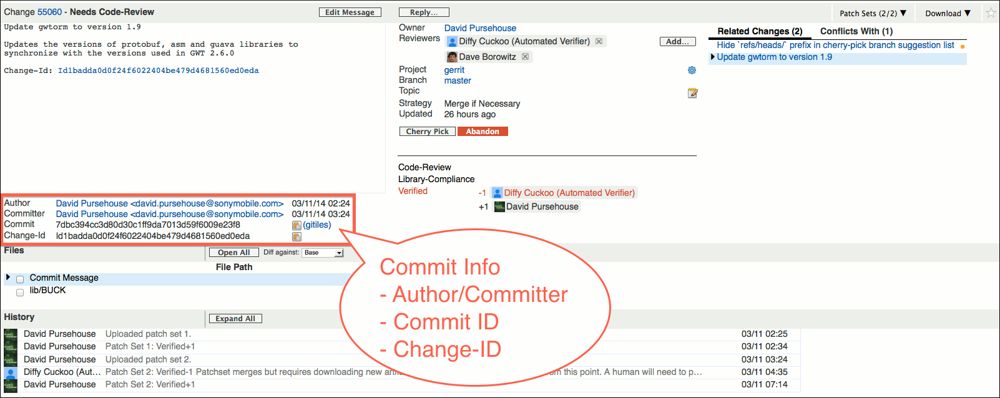 Change 55060 - Needs Code-Review
Edit Message
Reply...
Patch Sets (2/2) ▼
Download ▼
Update gwtorm to version 1.9
Updates the versions of protobuf, asm and guava libraries to
synchronize with the versions used in GWT 2.6.0
Change-Id: Id1badda0d0f24f6022404be479d4681560ed0eda
Owner David Pursehouse
Reviewers Diffy Cuckoo (Automated Verifier)
Add...
Dave Borowitz
Project gerrit
Branch master
Topic
Strategy Merge if Necessary
Updated 26 hours ago
Cherry Pick Abandon
Related Changes (2) Conflicts With (1)
Hide `refs/heads/` prefix in cherry-pick branch suggestion list
Update gwtorm to version 1.9
Code-Review
Library-Compliance
Verified -1 Diffy Cuckoo (Automated Verifier)
+1 David Pursehouse
Author David Pursehouse <david.pursehouse@sonymobile.com> 03/11/14 02:24
Committer David Pursehouse <david.pursehouse@sonymobile.com> 03/11/14 03:24
Commit 7dbc394cc3d80d30c1ff9da7013d59f6009e23f8 (gitiles)
Change-Id Id1badda0d0f24f6022404be479d4681560ed0eda
Files Open All Diff against: Base
File Path
Commit Message
lib/BUCK
Commit Info
- Author/Committer
- Commit ID
- Change-ID
History Expand All
David Pursehouse Uploaded patch set 1. 03/11 02:25
David Pursehouse Patch Set 1: Verified+1 03/11 02:34
David Pursehouse Uploaded patch set 2. 03/11 03:24
Diffy Cuckoo (Aut... Patch Set 2: Verified-1 Patchset merges but requires downloading new this point. A human will need to p... 03/11 04:35
David Pursehouse Patch Set 2: Verified+1 03/11 07:14